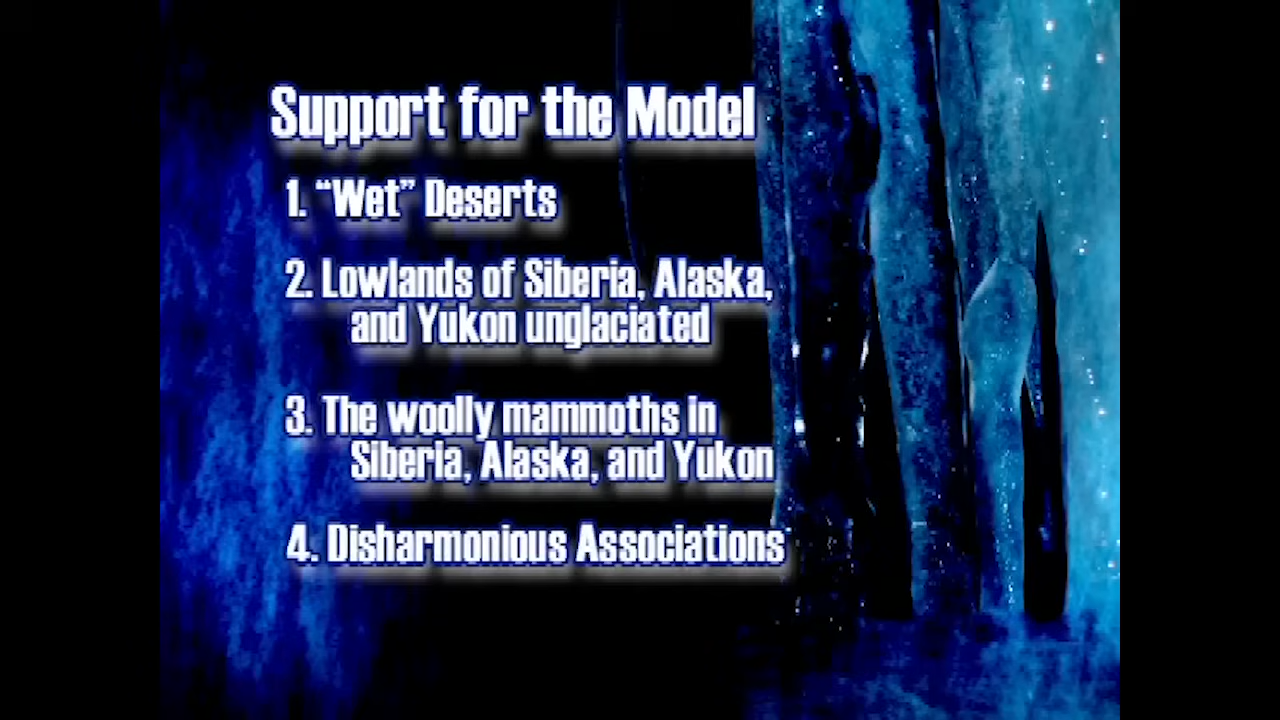 Support for the Model
1. “Wet” Deserts
2. Lowlands of Siberia, Alaska,
and Yukon unglaciated
3. The woolly mammoths in
Siberia, Alaska, and Yukon
4. Disharmonious Associations